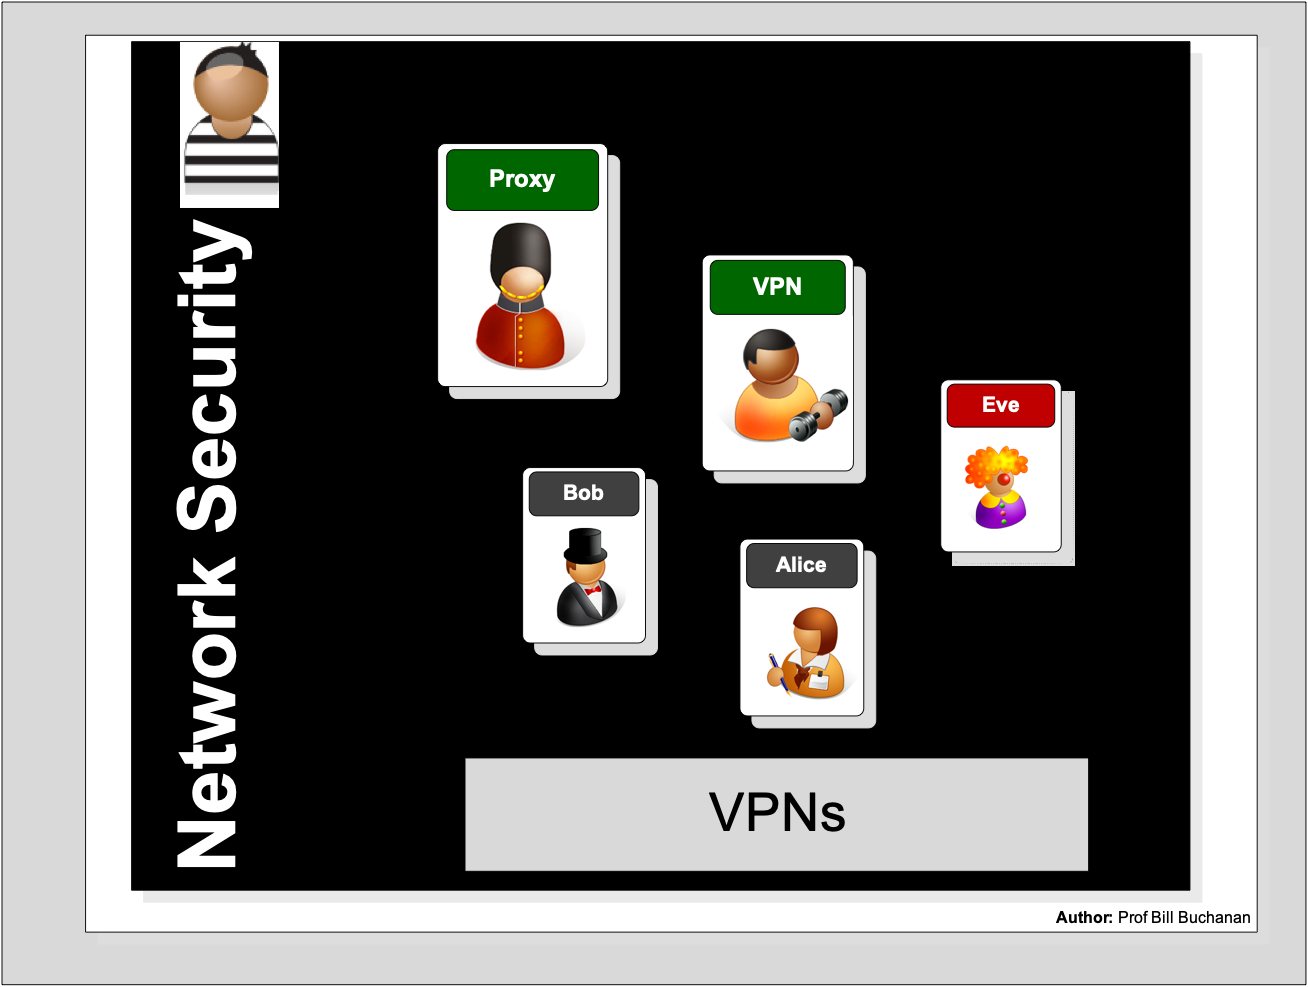 Network Security
Proxy
VPN
Eve
Bob
Alice
VPNs
Author: Prof Bill Buchanan